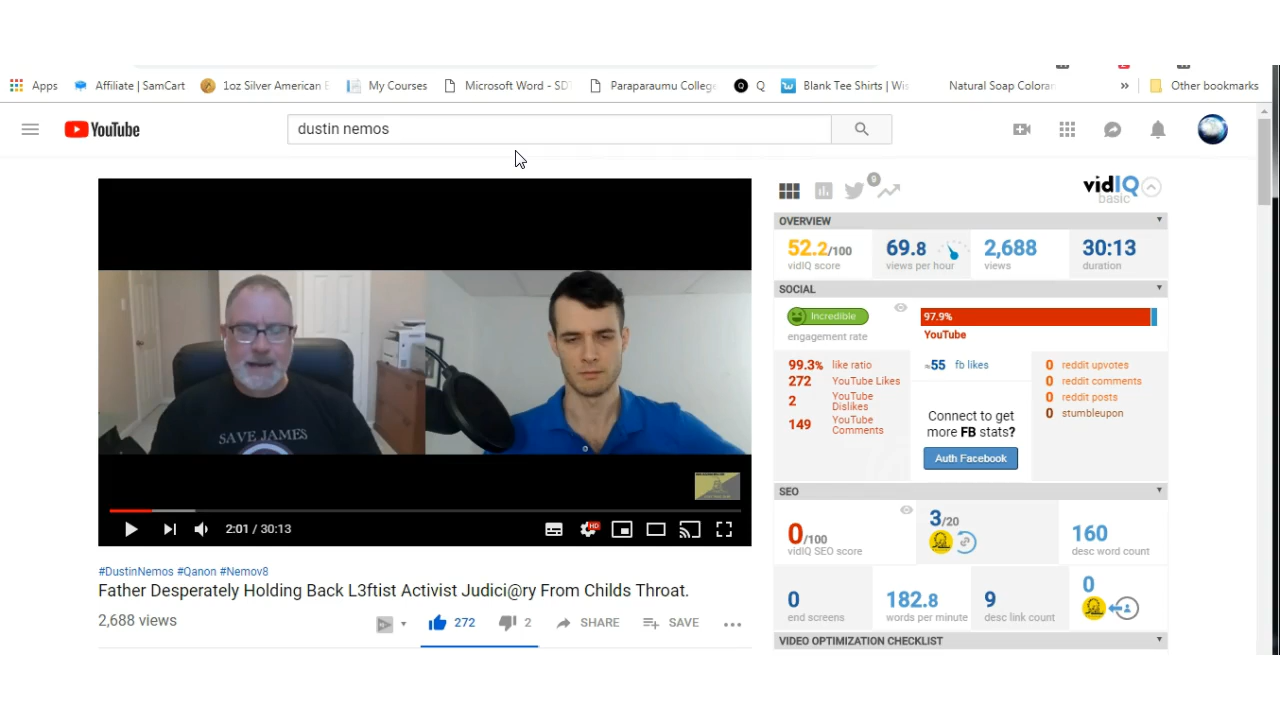 Apps Affiliate | SamCart 1oz Silver American E My Courses Microsoft Word - SDT Paraparaumu College Q Q Blank Tee Shirts | Wis Natural Soap Coloran » Other bookmarks
YouTube dustin nemos
9
vidIQ
basic
OVERVIEW
52.2/100 69.8 2,688 30:13
vidIQ score views per hour views duration
SOCIAL
Incredible 97.9%
engagement rate YouTube
99.3% like ratio ≈55 fb likes 0 reddit upvotes
272 YouTube Likes 0 reddit comments
2 YouTube Dislikes 0 reddit posts
149 YouTube Comments 0 stumbleupon
Connect to get
more FB stats?
Auth Facebook
SAVE JAMES
SEO
0/100 3/20 160
vidIQ SEO score desc word count
HD
2:01 / 30:13
0 182.8 9 0
end screens words per minute desc link count
VIDEO OPTIMIZATION CHECKLIST
#DustinNemos #Qanon #Nemov8
Father Desperately Holding Back L3ftist Activist Judici@ry From Childs Throat.
2,688 views 272 2 SHARE SAVE